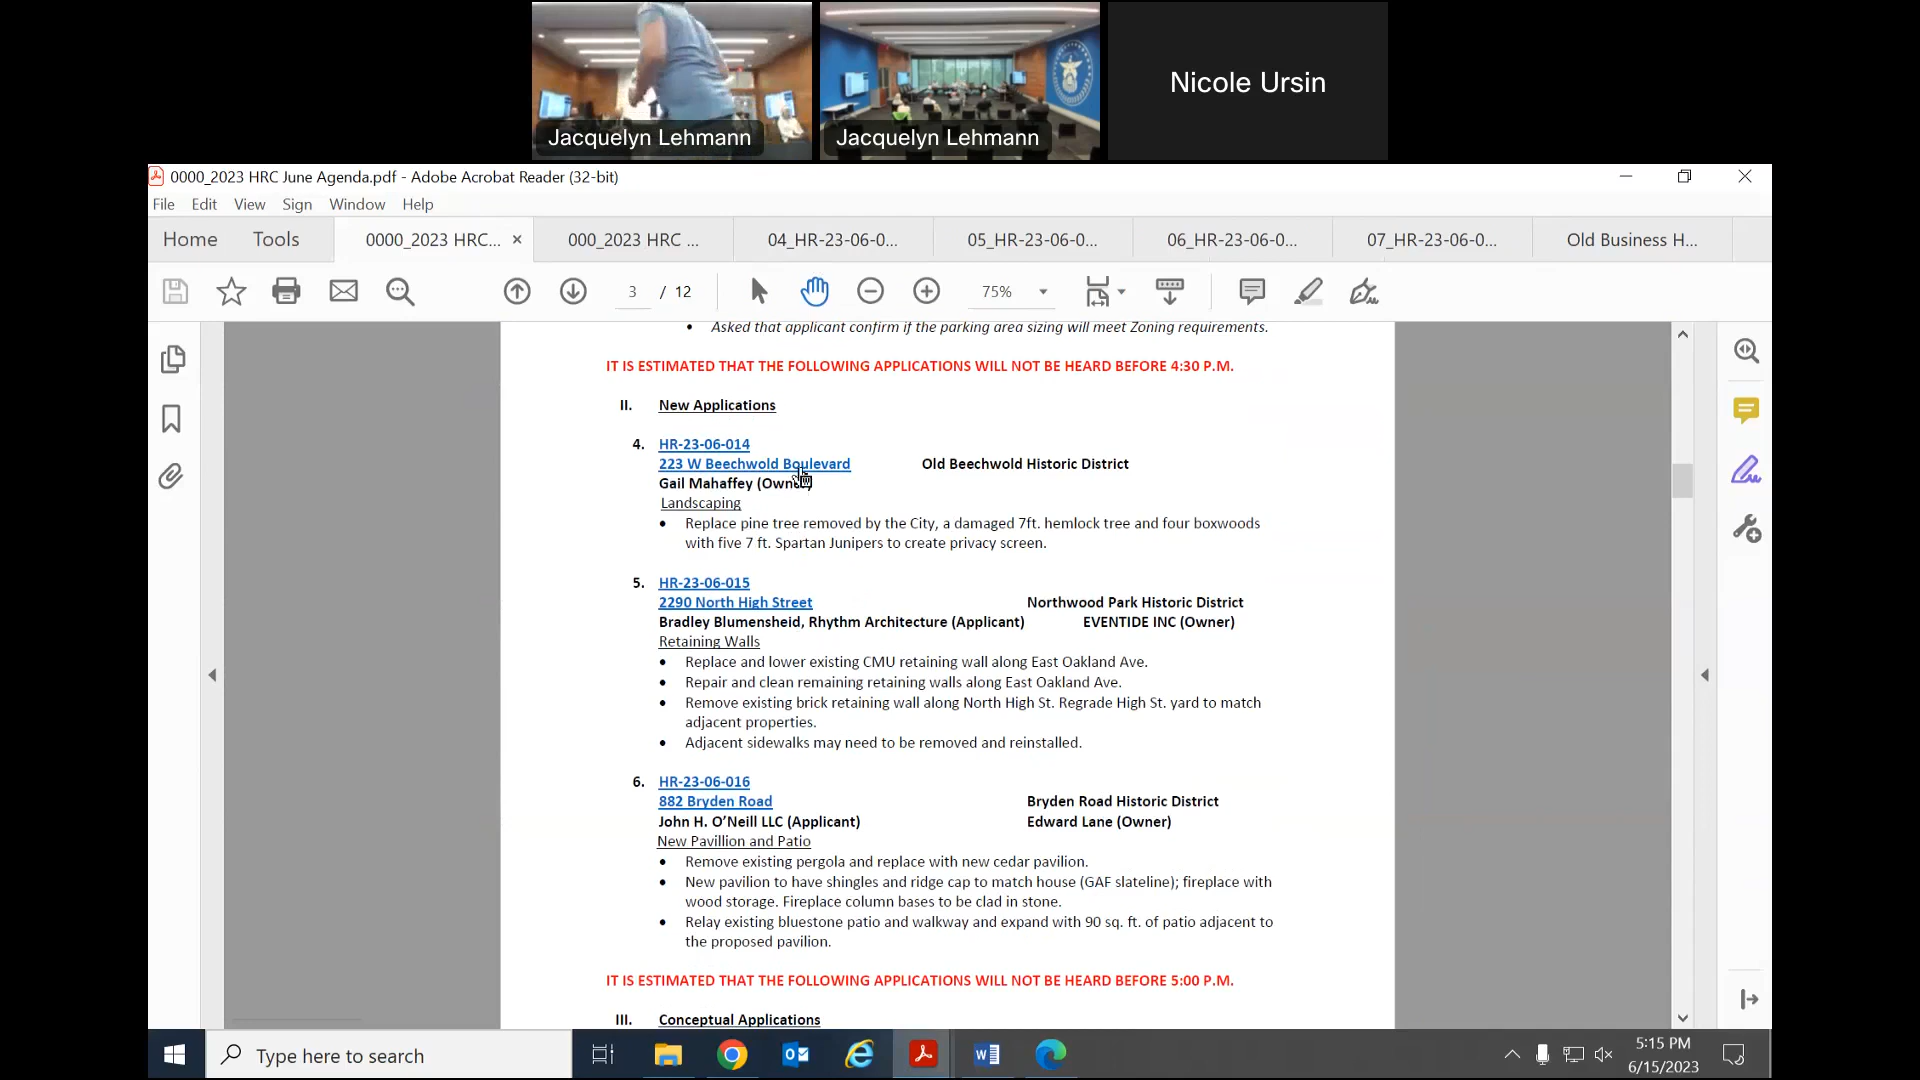 Nicole Ursin
Jacquelyn Lehmann
Jacquelyn Lehmann
0000_2023 HRC June Agenda.pdf - Adobe Acrobat Reader (32-bit)
File Edit View Sign Window Help
Home Tools 0000_2023 HRC... × 000_2023 HRC ... 04_HR-23-06-0... 05_HR-23-06-0... 06_HR-23-06-0... 07_HR-23-06-0... Old Business H...
3 / 12 75%
• Asked that applicant confirm if the parking area sizing will meet Zoning requirements.
IT IS ESTIMATED THAT THE FOLLOWING APPLICATIONS WILL NOT BE HEARD BEFORE 4:30 P.M.
II. New Applications
4. HR-23-06-014
223 W Beechwold Boulevard Old Beechwold Historic District
Gail Mahaffey (Owner)
Landscaping
• Replace pine tree removed by the City, a damaged 7ft. hemlock tree and four boxwoods
with five 7 ft. Spartan Junipers to create privacy screen.
5. HR-23-06-015
2290 North High Street Northwood Park Historic District
Bradley Blumensheid, Rhythm Architecture (Applicant) EVENTIDE INC (Owner)
Retaining Walls
• Replace and lower existing CMU retaining wall along East Oakland Ave.
• Repair and clean remaining retaining walls along East Oakland Ave.
• Remove existing brick retaining wall along North High St. Regrade High St. yard to match
adjacent properties.
• Adjacent sidewalks may need to be removed and reinstalled.
6. HR-23-06-016
882 Bryden Road Bryden Road Historic District
John H. O’Neill LLC (Applicant) Edward Lane (Owner)
New Pavillion and Patio
• Remove existing pergola and replace with new cedar pavilion.
• New pavilion to have shingles and ridge cap to match house (GAF slateline); fireplace with
wood storage. Fireplace column bases to be clad in stone.
• Relay existing bluestone patio and walkway and expand with 90 sq. ft. of patio adjacent to
the proposed pavilion.
IT IS ESTIMATED THAT THE FOLLOWING APPLICATIONS WILL NOT BE HEARD BEFORE 5:00 P.M.
III. Conceptual Applications
Type here to search
5:15 PM
6/15/2023